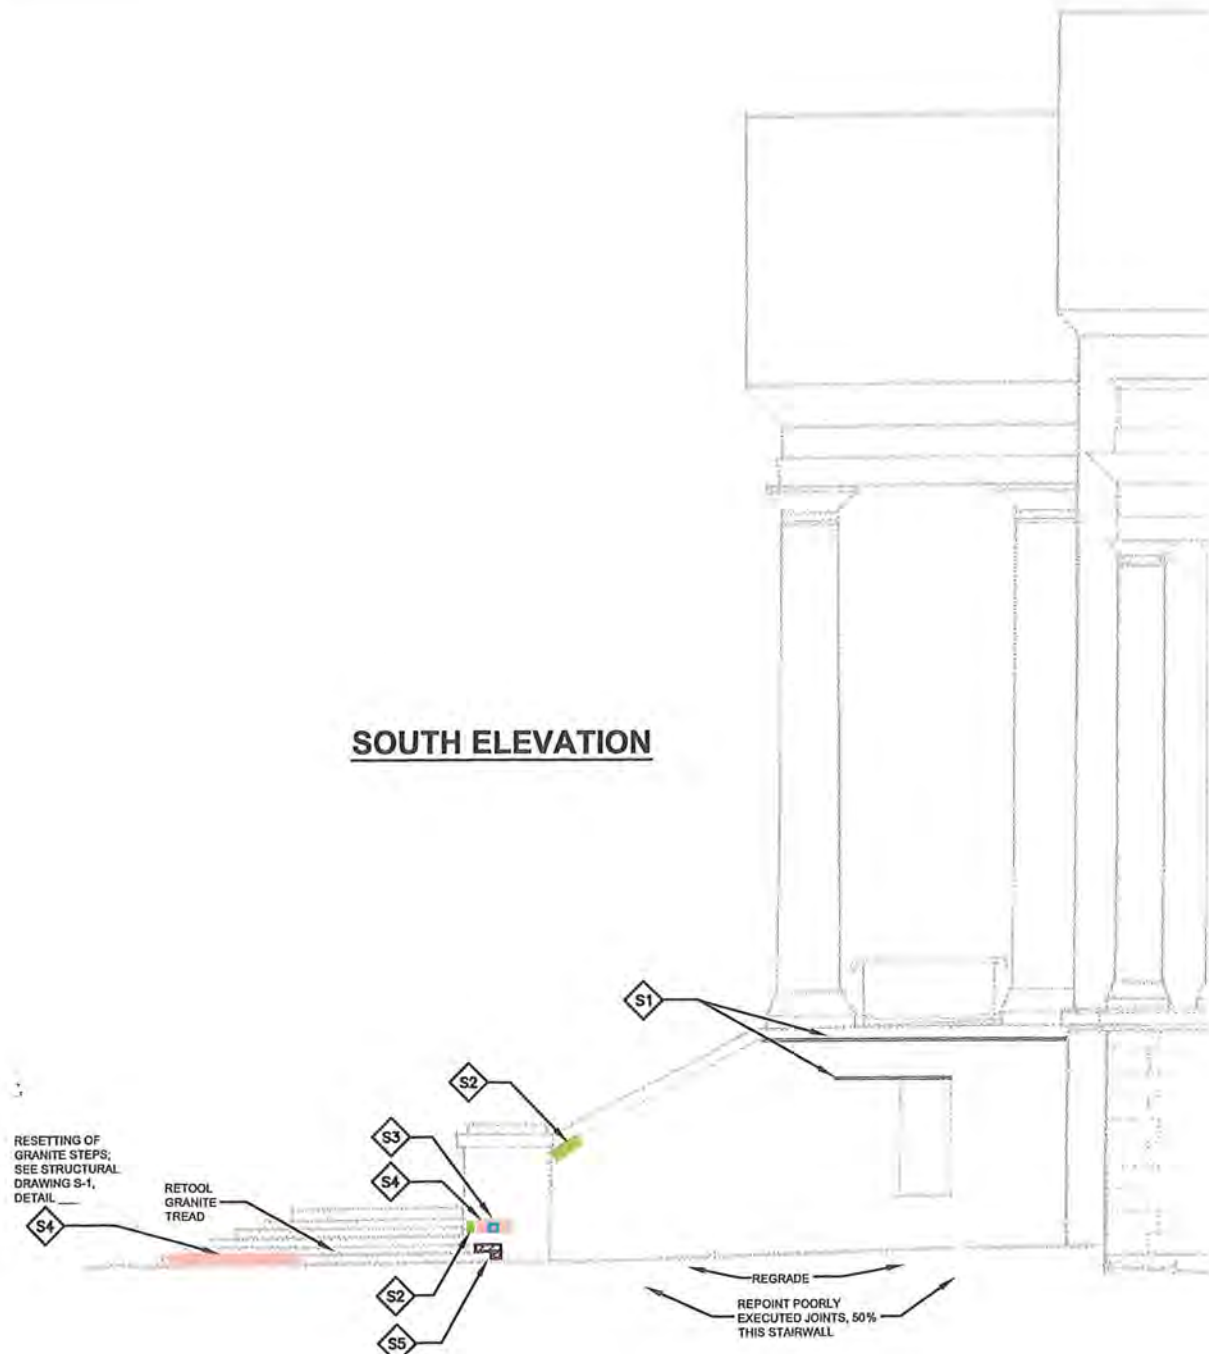 SOUTH ELEVATION
S1
S2
S3
S4
RESETTING OF
GRANITE STEPS;
SEE STRUCTURAL
DRAWING S-1,
DETAIL ___
S4
RETOOL
GRANITE
TREAD
S2
S5
REGRADE
REPOINT POORLY
EXECUTED JOINTS, 50%
THIS STAIRWALL